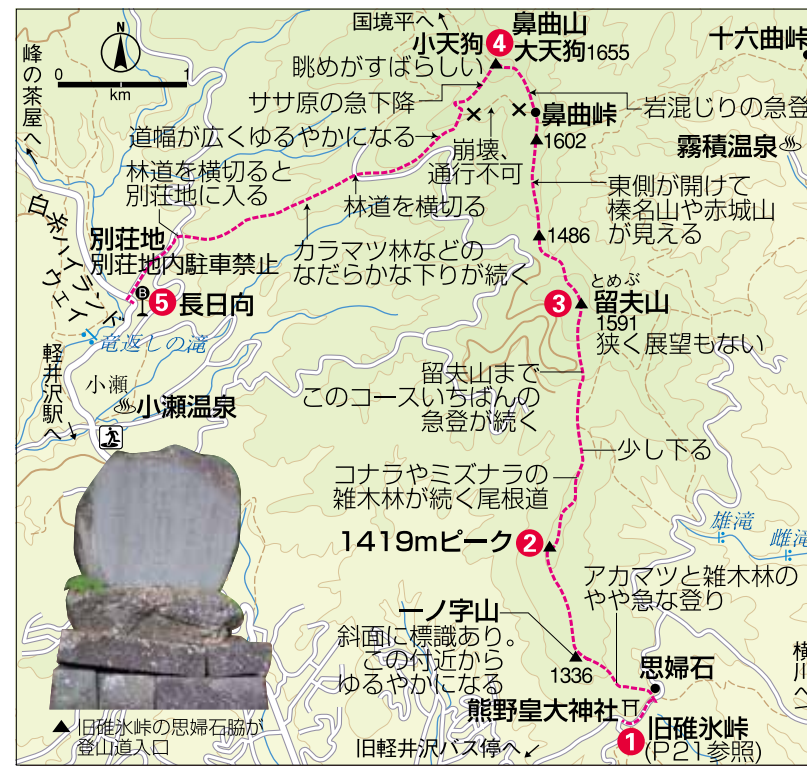 国境平へ
鼻曲山
小天狗
4
大天狗1655
十六曲峠
峰の茶屋へ
N
0
1
km
眺めがすばらしい
ササ原の急下降
道幅が広くゆるやかになる
林道を横切ると
別荘地に入る
崩壊、
通行不可
鼻曲峠
1602
岩混じりの急登
霧積温泉
林道を横切る
東側が開けて
榛名山や赤城山
が見える
白糸ハイランド
ウェイ
別荘地
別荘地内駐車禁止
カラマツ林などの
なだらかな下りが続く
1486
B
5
長日向
とめぶ
3
留夫山
1591
狭く展望もない
竜返しの滝
軽井沢駅へ
小瀬
小瀬温泉
留夫山まで
このコースいちばんの
急登が続く
少し下る
コナラやミズナラの
雑木林が続く尾根道
雄滝
雌滝
1419mピーク
2
アカマツと雑木林の
やや急な登り
一ノ字山
斜面に標識あり。
この付近から
ゆるやかになる
1336
思婦石
横川へ
熊野皇大神社
1
旧碓氷峠
(P21参照)
▲旧碓氷峠の思婦石脇が
登山道入口
旧軽井沢バス停へ